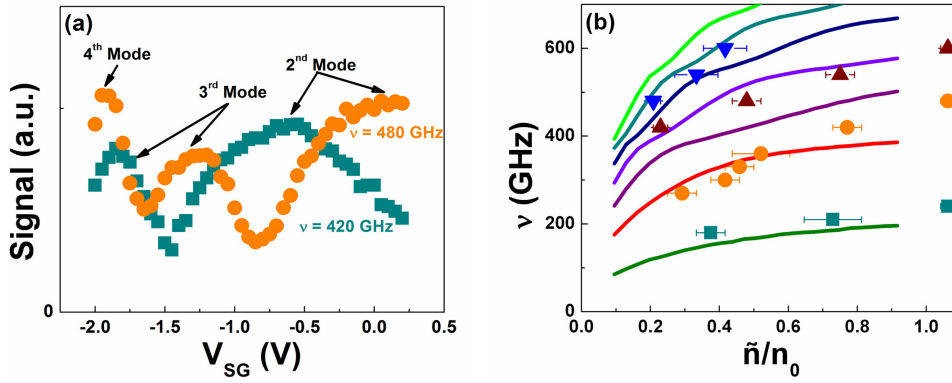 (a)
4th Mode
3rd Mode
2nd Mode
ν = 480 GHz
ν = 420 GHz
Signal (a.u.)
0
-2.0 -1.5 -1.0 -0.5 0.0 0.5
VSG (V)
(b)
ν (GHz)
600
400
200
0
0.0 0.2 0.4 0.6 0.8 1.0
ñ/n0